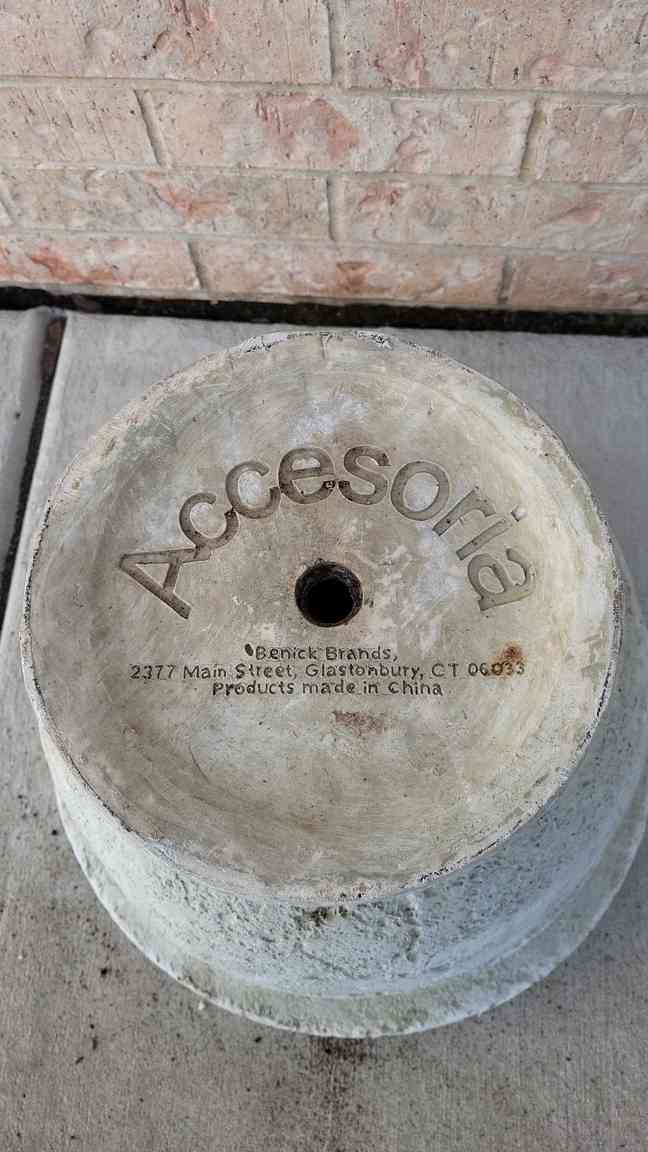 Accesoria
Benick Brands,
2377 Main Street, Glastonbury, CT 06033
Products made in China